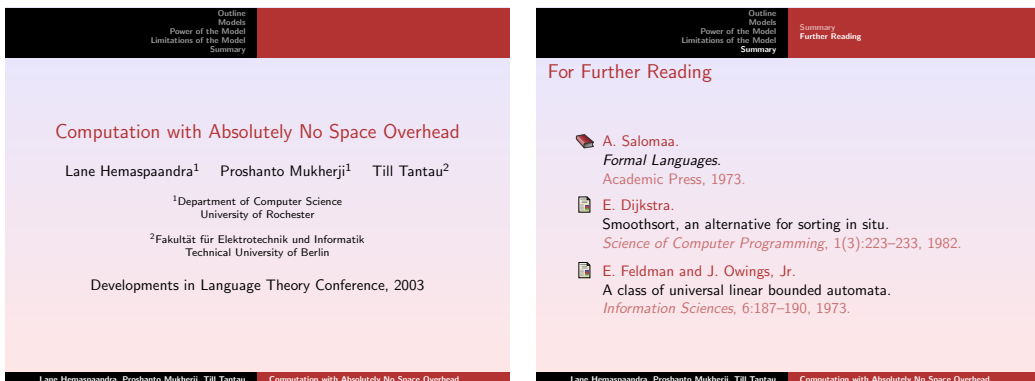 Outline
Models
Power of the Model
Limitations of the Model
Summary
Computation with Absolutely No Space Overhead
Lane Hemaspaandra1 Proshanto Mukherji1 Till Tantau2
1Department of Computer Science
University of Rochester
2Fakultät für Elektrotechnik und Informatik
Technical University of Berlin
Developments in Language Theory Conference, 2003
Lane Hemaspaandra, Proshanto Mukherji, Till Tantau Computation with Absolutely No Space Overhead
Outline
Models
Power of the Model
Limitations of the Model
Summary
Summary
Further Reading
For Further Reading
A. Salomaa.
Formal Languages.
Academic Press, 1973.
E. Dijkstra.
Smoothsort, an alternative for sorting in situ.
Science of Computer Programming, 1(3):223–233, 1982.
E. Feldman and J. Owings, Jr.
A class of universal linear bounded automata.
Information Sciences, 6:187–190, 1973.
Lane Hemaspaandra, Proshanto Mukherji, Till Tantau Computation with Absolutely No Space Overhead